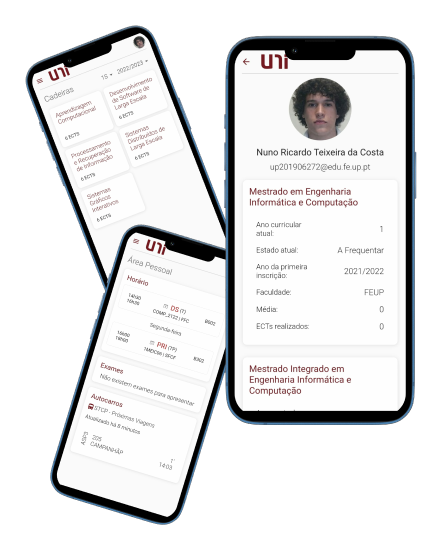 uni
Cadeiras
1S
2022/2023
Aprendizagem
Computacional
6 ECTS
Desenvolvimento
de Software de
Larga Escala
6 ECTS
Processamento
e Recuperação
de Informação
6 ECTS
Sistemas
Distribuídos de
Larga Escala
6 ECTS
Sistemas
Gráficos
Interativos
6 ECTS
uni
Área Pessoal
Horário
14h00
16h00
DS (T)
COMP_2152 | PFC
B003
Segunda-feira
16h00
18h00
PRI (TP)
1MEIC06 | SFCF
B302
Exames
Não existem exames para apresentar
Autocarros
STCP - Próximas Viagens
Atualizado há 8 minutos
205
CAMPANHÃP
1'
14:03
uni
Nuno Ricardo Teixeira da Costa
up201906272@edu.fe.up.pt
Mestrado em Engenharia
Informática e Computação
Ano curricular
atual:
1
Estado atual:
A Frequentar
Ano da primeira
inscrição:
2021/2022
Faculdade:
FEUP
Média:
0
ECTs realizados:
0
Mestrado Integrado em
Engenharia Informática e
Computação